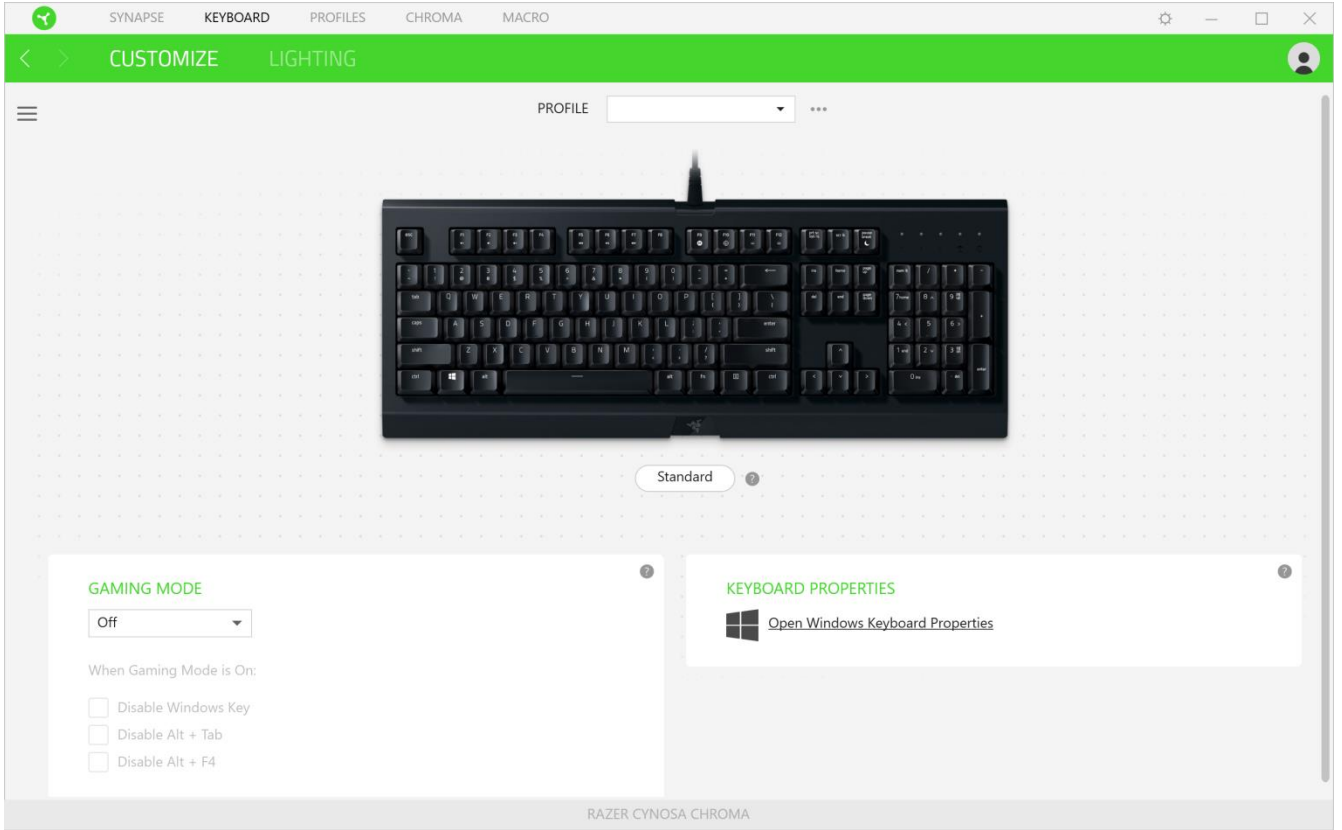 SYNAPSE KEYBOARD PROFILES CHROMA MACRO
CUSTOMIZE LIGHTING
PROFILE
Standard
GAMING MODE
Off
When Gaming Mode is On:
Disable Windows Key
Disable Alt + Tab
Disable Alt + F4
KEYBOARD PROPERTIES
Open Windows Keyboard Properties
RAZER CYNOSA CHROMA